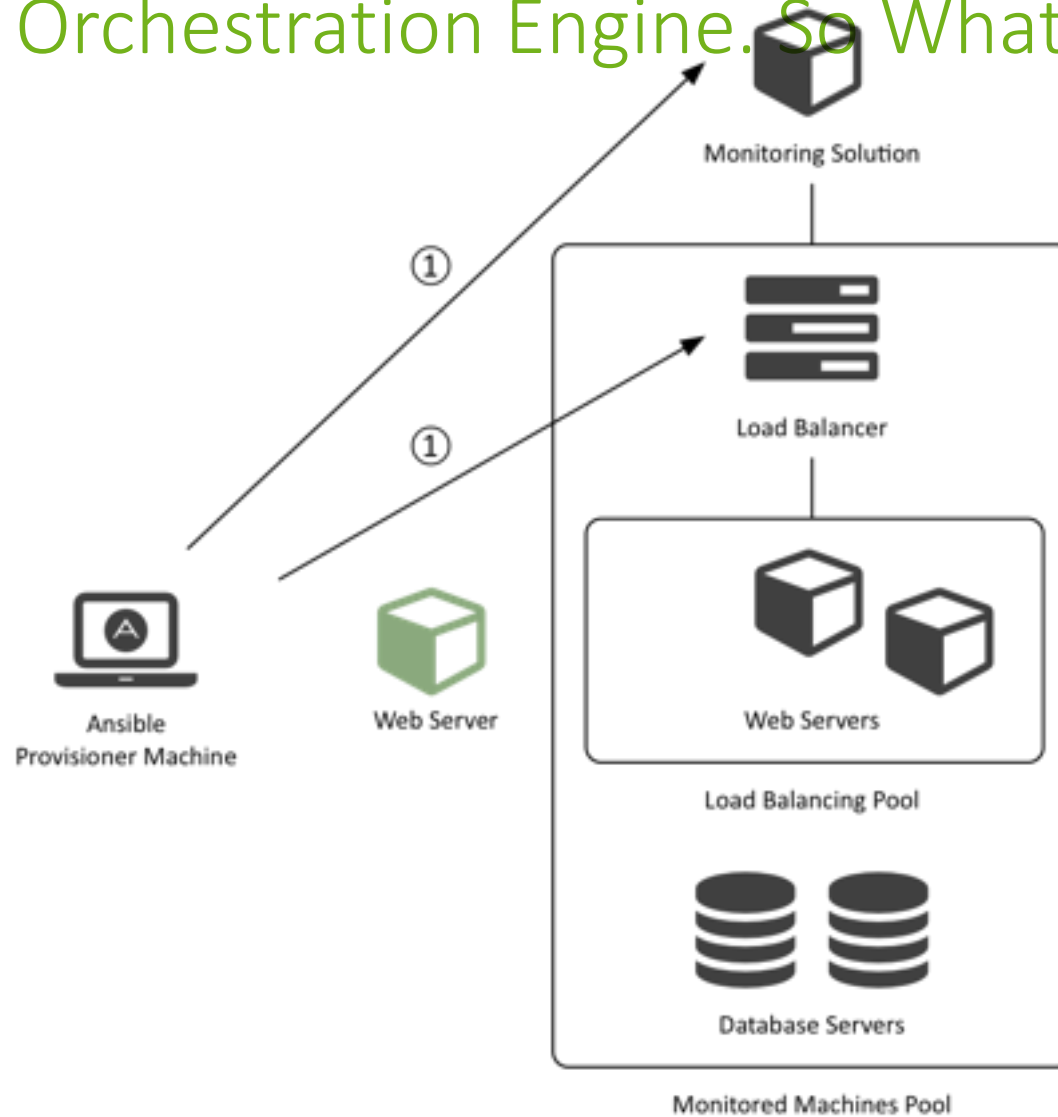 Orchestration Engine. So What
Monitoring Solution
①
Load Balancer
①
Ansible
Provisioner Machine
Web Server
Web Servers
Load Balancing Pool
Database Servers
Monitored Machines Pool